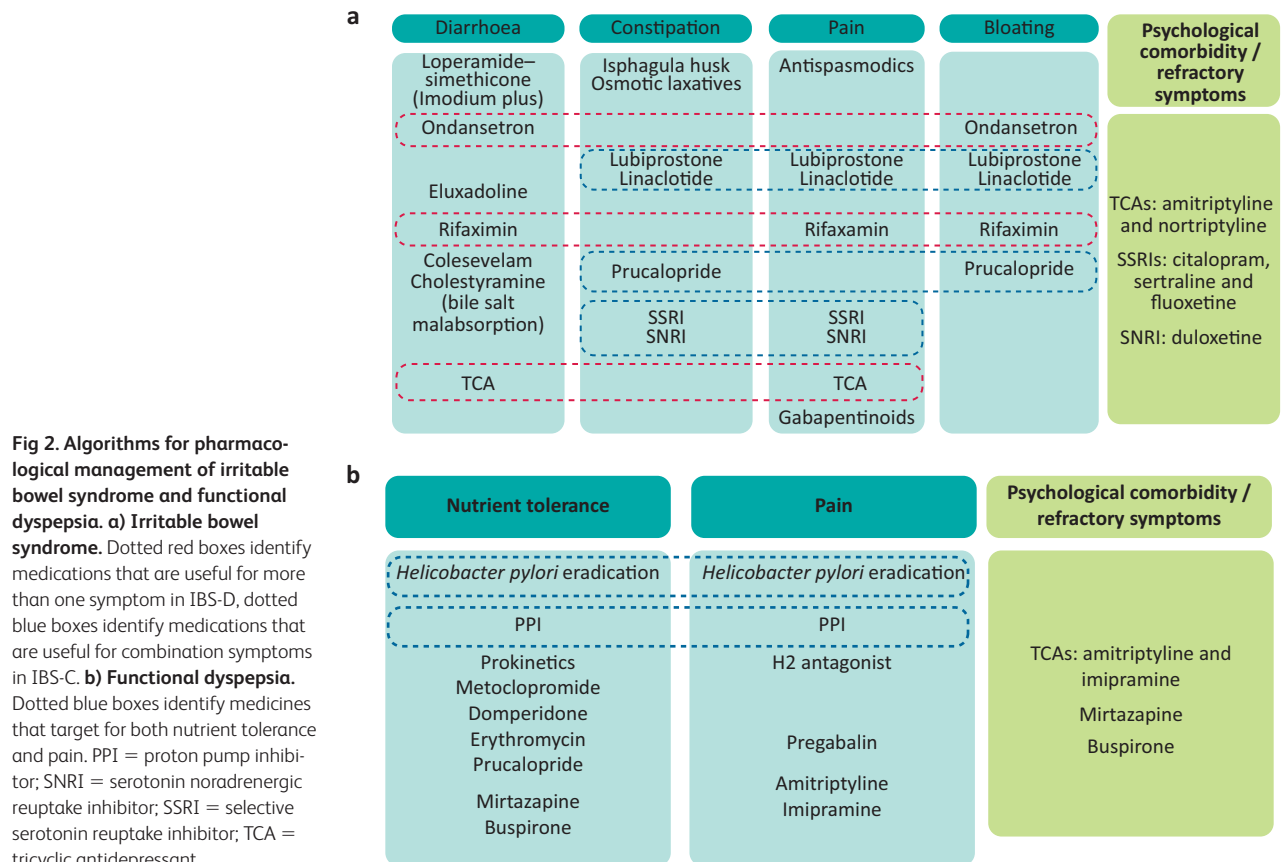 a
Diarrhoea
Constipation
Pain
Bloating
Psychological
comorbidity /
refractory
symptoms
Loperamide–
simethicone
(Imodium plus)
Ondansetron
Eluxadoline
Rifaximin
Colesevelam
Cholestyramine
(bile salt
malabsorption)
TCA
Isphagula husk
Osmotic laxatives
Lubiprostone
Linaclotide
Prucalopride
SSRI
SNRI
Antispasmodics
Lubiprostone
Linaclotide
Rifaxamin
SSRI
SNRI
TCA
Gabapentinoids
Ondansetron
Lubiprostone
Linaclotide
Rifaximin
Prucalopride
TCAs: amitriptyline
and nortriptyline
SSRIs: citalopram,
sertraline and
fluoxetine
SNRI: duloxetine
Fig 2. Algorithms for pharmaco-
logical management of irritable
bowel syndrome and functional
dyspepsia. a) Irritable bowel
syndrome. Dotted red boxes identify
medications that are useful for more
than one symptom in IBS-D, dotted
blue boxes identify medications that
are useful for combination symptoms
in IBS-C. b) Functional dyspepsia.
Dotted blue boxes identify medicines
that target for both nutrient tolerance
and pain. PPI = proton pump inhibi-
tor; SNRI = serotonin noradrenergic
reuptake inhibitor; SSRI = selective
serotonin reuptake inhibitor; TCA =
tricyclic antidepressant
b
Nutrient tolerance
Pain
Psychological comorbidity /
refractory symptoms
Helicobacter pylori eradication
PPI
Prokinetics
Metoclopromide
Domperidone
Erythromycin
Prucalopride
Mirtazapine
Buspirone
Helicobacter pylori eradication
PPI
H2 antagonist
Pregabalin
Amitriptyline
Imipramine
TCAs: amitriptyline and
imipramine
Mirtazapine
Buspirone